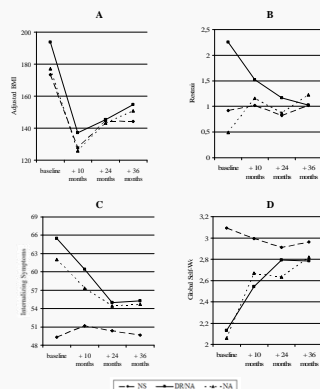 A
Adjusted BMI
200
180
160
140
120
baseline
+ 10 months
+ 24 months
+ 36 months
B
Restraint
2,5
2
1,5
1
0,5
0
baseline
+ 10 months
+ 24 months
+ 36 months
C
Internalizing Symptoms
69
66
63
60
57
54
51
48
baseline
+ 10 months
+ 24 months
+ 36 months
D
Global Self-Wo
3,2
3
2,8
2,6
2,4
2,2
2
baseline
+ 10 months
+ 24 months
+ 36 months
NS
DR/NA
NA